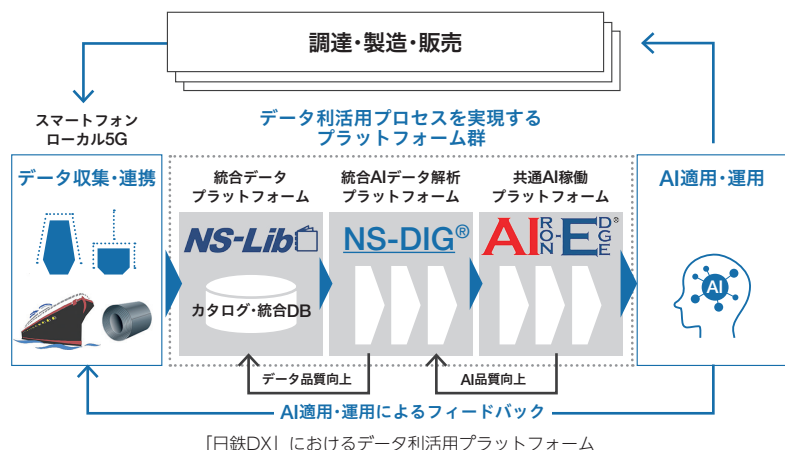 調達・製造・販売
スマートフォン
ローカル5G
データ利活用プロセスを実現する
プラットフォーム群
データ収集・連携
統合データ
プラットフォーム
NS-Lib
カタログ・統合DB
統合AIデータ解析
プラットフォーム
NS-DIG®
共通AI稼働
プラットフォーム
AIRON-EDGE®
AI適用・運用
AI
データ品質向上
AI品質向上
AI適用・運用によるフィードバック
「日鉄DX」におけるデータ利活用プラットフォーム